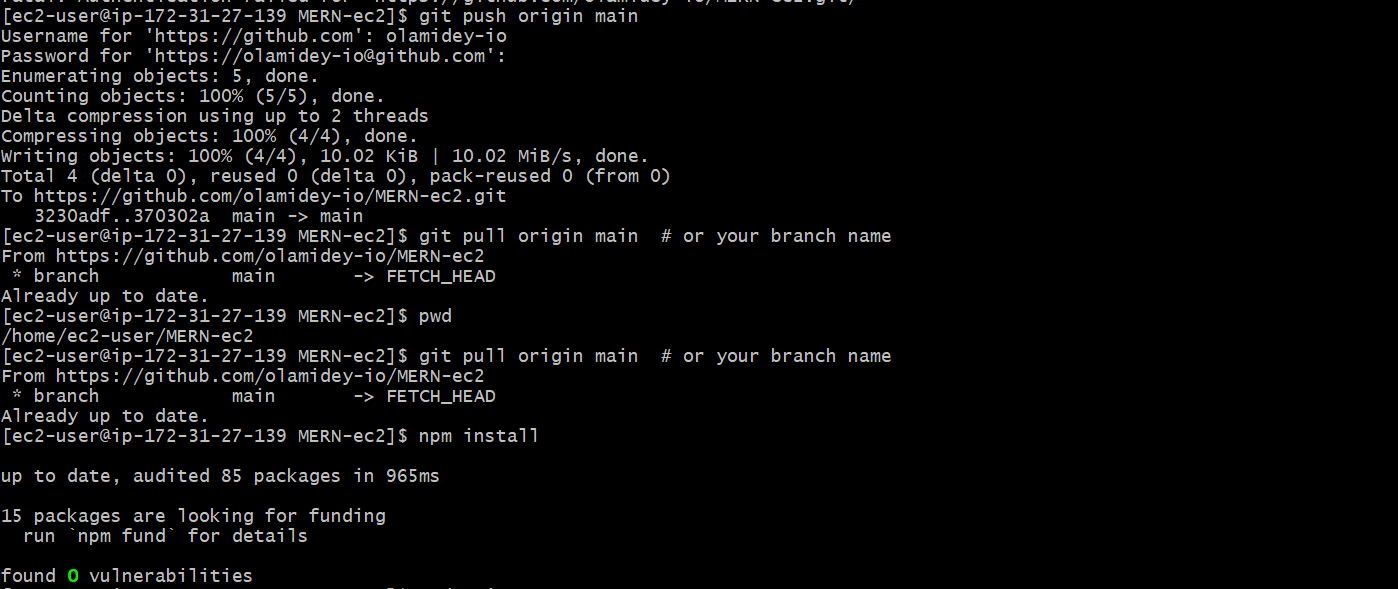 [ec2-user@ip-172-31-27-139 MERN-ec2]$ git push origin main
Username for 'https://github.com': olamidey-io
Password for 'https://olamidey-io@github.com':
Enumerating objects: 5, done.
Counting objects: 100% (5/5), done.
Delta compression using up to 2 threads
Compressing objects: 100% (4/4), done.
Writing objects: 100% (4/4), 10.02 KiB | 10.02 MiB/s, done.
Total 4 (delta 0), reused 0 (delta 0), pack-reused 0 (from 0)
To https://github.com/olamidey-io/MERN-ec2.git
   3230adf..370302a  main -> main
[ec2-user@ip-172-31-27-139 MERN-ec2]$ git pull origin main  # or your branch name
From https://github.com/olamidey-io/MERN-ec2
 * branch            main       -> FETCH_HEAD
Already up to date.
[ec2-user@ip-172-31-27-139 MERN-ec2]$ pwd
/home/ec2-user/MERN-ec2
[ec2-user@ip-172-31-27-139 MERN-ec2]$ git pull origin main  # or your branch name
From https://github.com/olamidey-io/MERN-ec2
 * branch            main       -> FETCH_HEAD
Already up to date.
[ec2-user@ip-172-31-27-139 MERN-ec2]$ npm install
up to date, audited 85 packages in 965ms
15 packages are looking for funding
  run `npm fund` for details
found 0 vulnerabilities